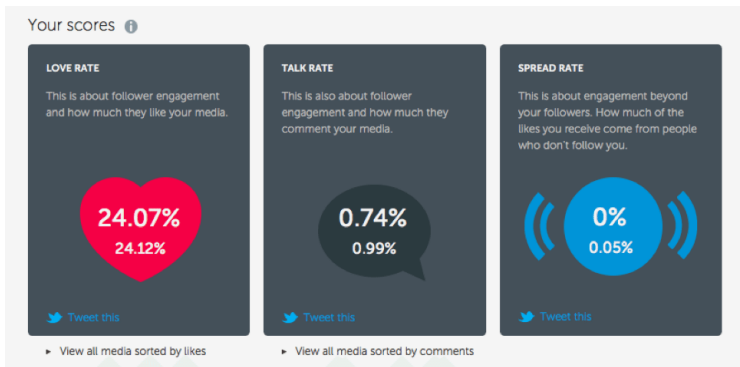 Your scores
LOVE RATE
This is about follower engagement
and how much they like your media.
24.07%
24.12%
Tweet this
TALK RATE
This is also about follower
engagement and how much they
comment your media.
0.74%
0.99%
Tweet this
SPREAD RATE
This is about engagement beyond
your followers. How much of the
likes you receive come from people
who don't follow you.
0%
0.05%
Tweet this
View all media sorted by likes
View all media sorted by comments